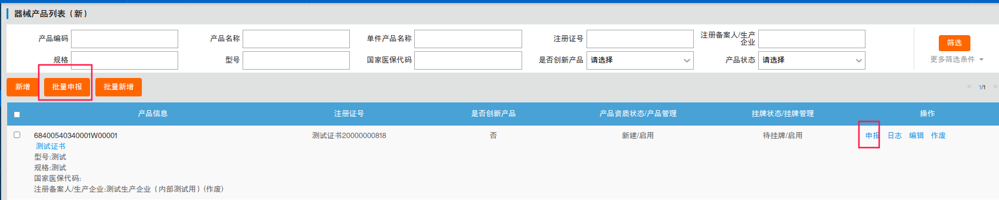 器械产品列表（新）
产品编码 产品名称 单件产品名称 注册证号 注册备案人/生产企业 筛选
规格 型号 国家医保代码 是否创新产品 请选择 产品状态 请选择 更多筛选条件
新增 批量申报 批量新增 < 1/1 >
产品信息 注册证号 是否创新产品 产品资质状态/产品管理 挂牌状态/挂牌管理 操作
68400540340001W00001 测试证书20000000818 否 新建/启用 待挂牌/启用 申报 日志 编辑 作废
测试证书
型号:测试
规格:测试
国家医保代码:
注册备案人/生产企业:测试生产企业（内部测试用）(作废)